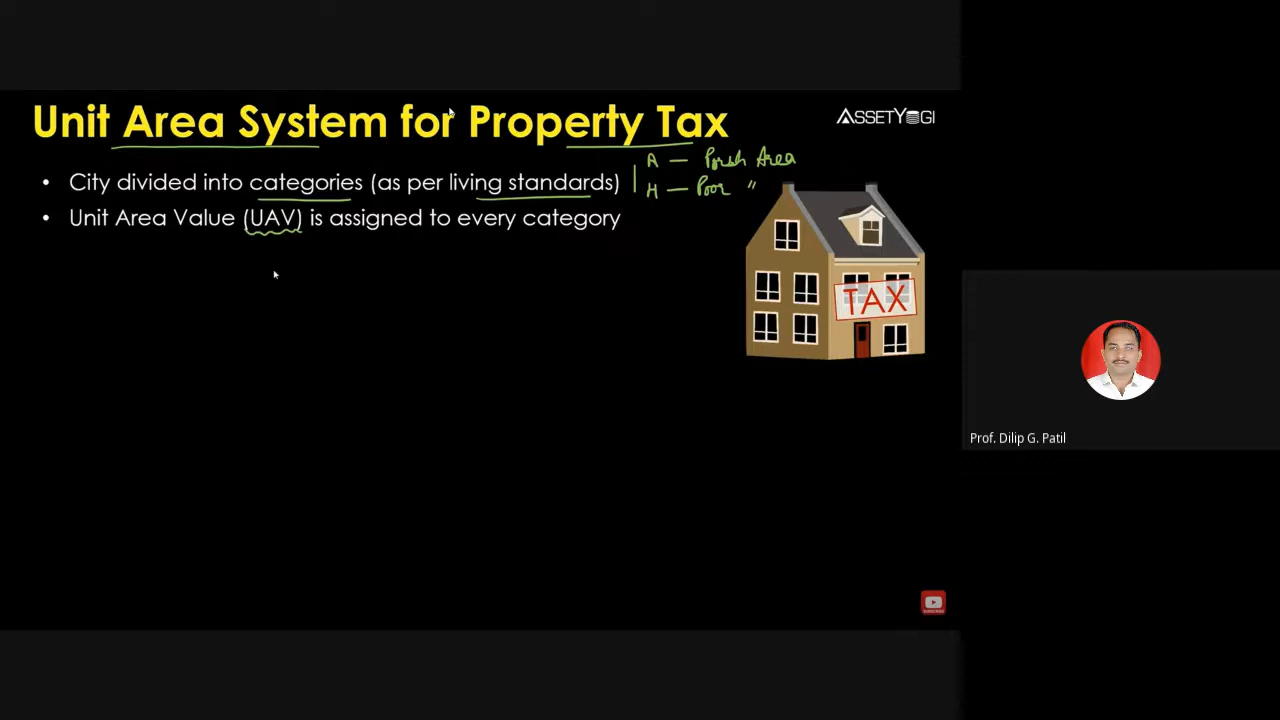 Unit Area System for Property Tax
ASSETYOGI
A — Posh Area
• City divided into categories (as per living standards)
H — Poor "
• Unit Area Value (UAV) is assigned to every category
TAX
Prof. Dilip G. Patil
SUBSCRIBE